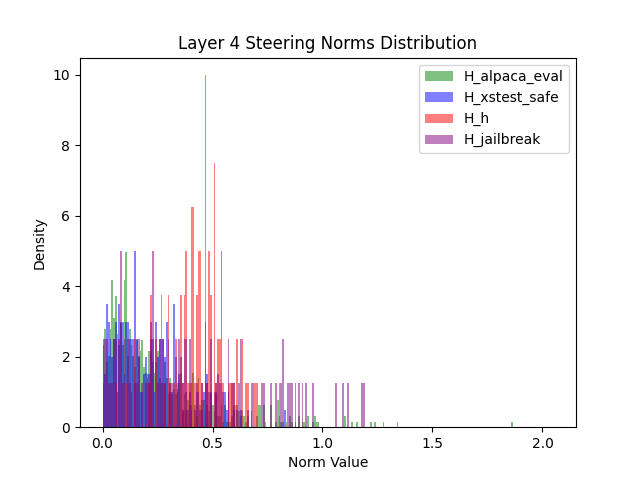 Layer 4 Steering Norms Distribution
H_alpaca_eval
H_xstest_safe
H_h
H_jailbreak
Density
10
8
6
4
2
0
0.0 0.5 1.0 1.5 2.0
Norm Value